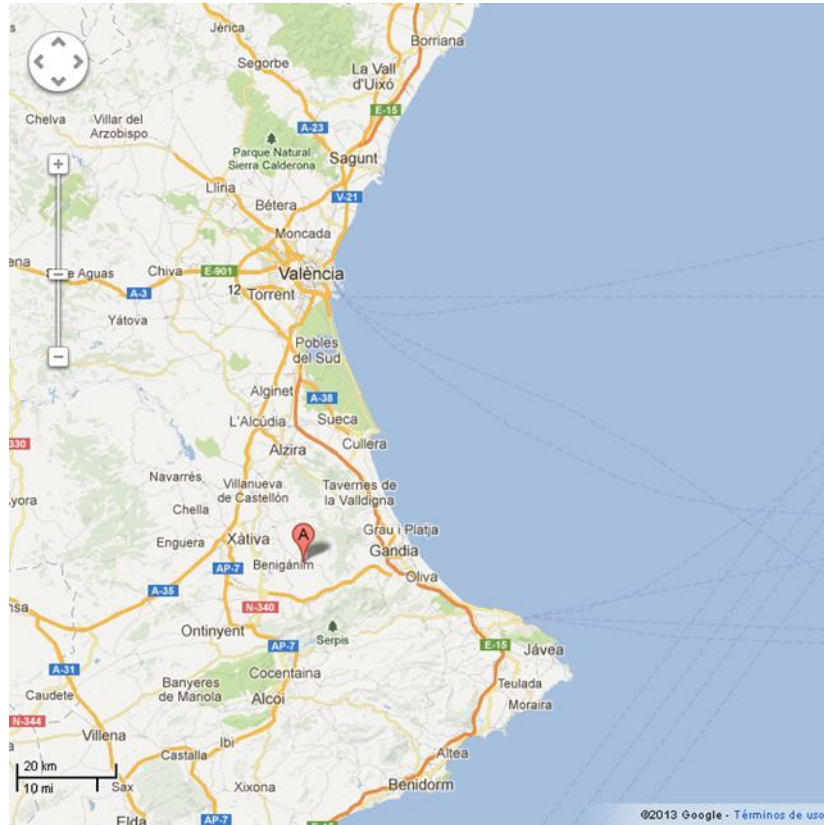 Jérica
Borriana
Segorbe
La Vall
d'Uixó
E-15
Chelva
Villar del
Arzobispo
A-23
Parque Natural
Sierra Calderona
Sagunt
Llíria
V-21
Bétera
Moncada
ena
Aguas
Chiva
E-901
València
A-3
12
Torrent
Yátova
Pobles
del Sud
Alginet
A-38
L'Alcúdia
Sueca
330
Cullera
Alzira
Navarrés
Villanueva
de Castellón
Tavernes de
la Valldigna
yora
Chella
A
Grau i Platja
Enguera
Xàtiva
Gandia
Benigánim
AP-7
Oliva
A-35
nsa
N-340
Ontinyent
Serpis
AP-7
E-15
Jávea
A-31
Cocentaina
Banyeres
de Mariola
Teulada
Caudete
Alcoi
Moraira
N-344
Villena
Ibi
Castalla
Altea
20 km
10 mi
Sax
Xixona
Benidorm
Elda
AP-7
E-15
©2013 Google - Términos de uso